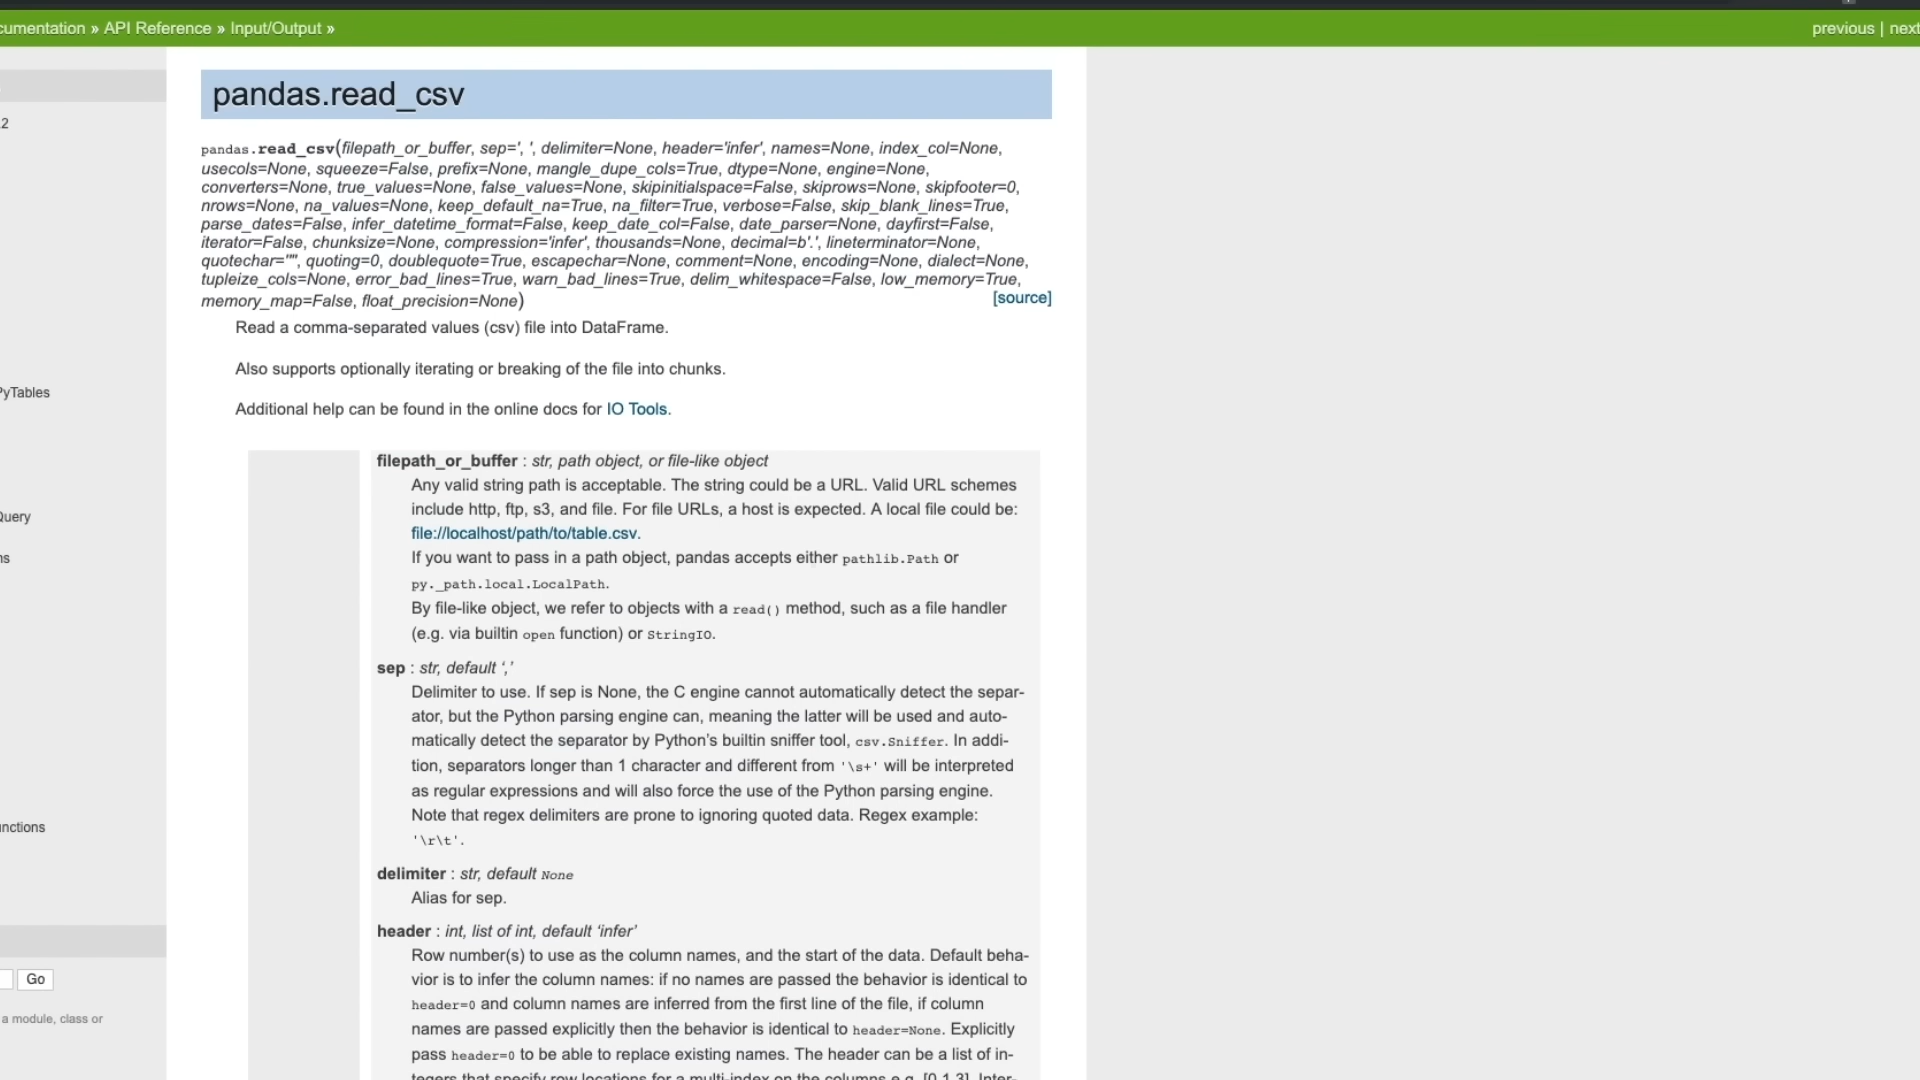 cumentation » API Reference » Input/Output »
previous | next
pandas.read_csv
.2
pandas.read_csv(filepath_or_buffer, sep=', ', delimiter=None, header='infer', names=None, index_col=None,
usecols=None, squeeze=False, prefix=None, mangle_dupe_cols=True, dtype=None, engine=None,
converters=None, true_values=None, false_values=None, skipinitialspace=False, skiprows=None, skipfooter=0,
nrows=None, na_values=None, keep_default_na=True, na_filter=True, verbose=False, skip_blank_lines=True,
parse_dates=False, infer_datetime_format=False, keep_date_col=False, date_parser=None, dayfirst=False,
iterator=False, chunksize=None, compression='infer', thousands=None, decimal=b'.', lineterminator=None,
quotechar='"', quoting=0, doublequote=True, escapechar=None, comment=None, encoding=None, dialect=None,
tupleize_cols=None, error_bad_lines=True, warn_bad_lines=True, delim_whitespace=False, low_memory=True,
memory_map=False, float_precision=None)
[source]
Read a comma-separated values (csv) file into DataFrame.
Also supports optionally iterating or breaking of the file into chunks.
PyTables
Additional help can be found in the online docs for IO Tools.
filepath_or_buffer : str, path object, or file-like object
Any valid string path is acceptable. The string could be a URL. Valid URL schemes
include http, ftp, s3, and file. For file URLs, a host is expected. A local file could be:
Query
file://localhost/path/to/table.csv.
If you want to pass in a path object, pandas accepts either pathlib.Path or
ns
py._path.local.LocalPath.
By file-like object, we refer to objects with a read() method, such as a file handler
(e.g. via builtin open function) or StringIO.
sep : str, default ‘,’
Delimiter to use. If sep is None, the C engine cannot automatically detect the separ-
ator, but the Python parsing engine can, meaning the latter will be used and auto-
matically detect the separator by Python’s builtin sniffer tool, csv.Sniffer. In addi-
tion, separators longer than 1 character and different from '\s+' will be interpreted
as regular expressions and will also force the use of the Python parsing engine.
Note that regex delimiters are prone to ignoring quoted data. Regex example:
'\r\t'.
unctions
delimiter : str, default None
Alias for sep.
header : int, list of int, default ‘infer’
Row number(s) to use as the column names, and the start of the data. Default beha-
vior is to infer the column names: if no names are passed the behavior is identical to
Go
header=0 and column names are inferred from the first line of the file, if column
a module, class or
names are passed explicitly then the behavior is identical to header=None. Explicitly
pass header=0 to be able to replace existing names. The header can be a list of in-
tegers that specify row locations for a multi-index on the columns e.g. [0,1,3]. Inter-